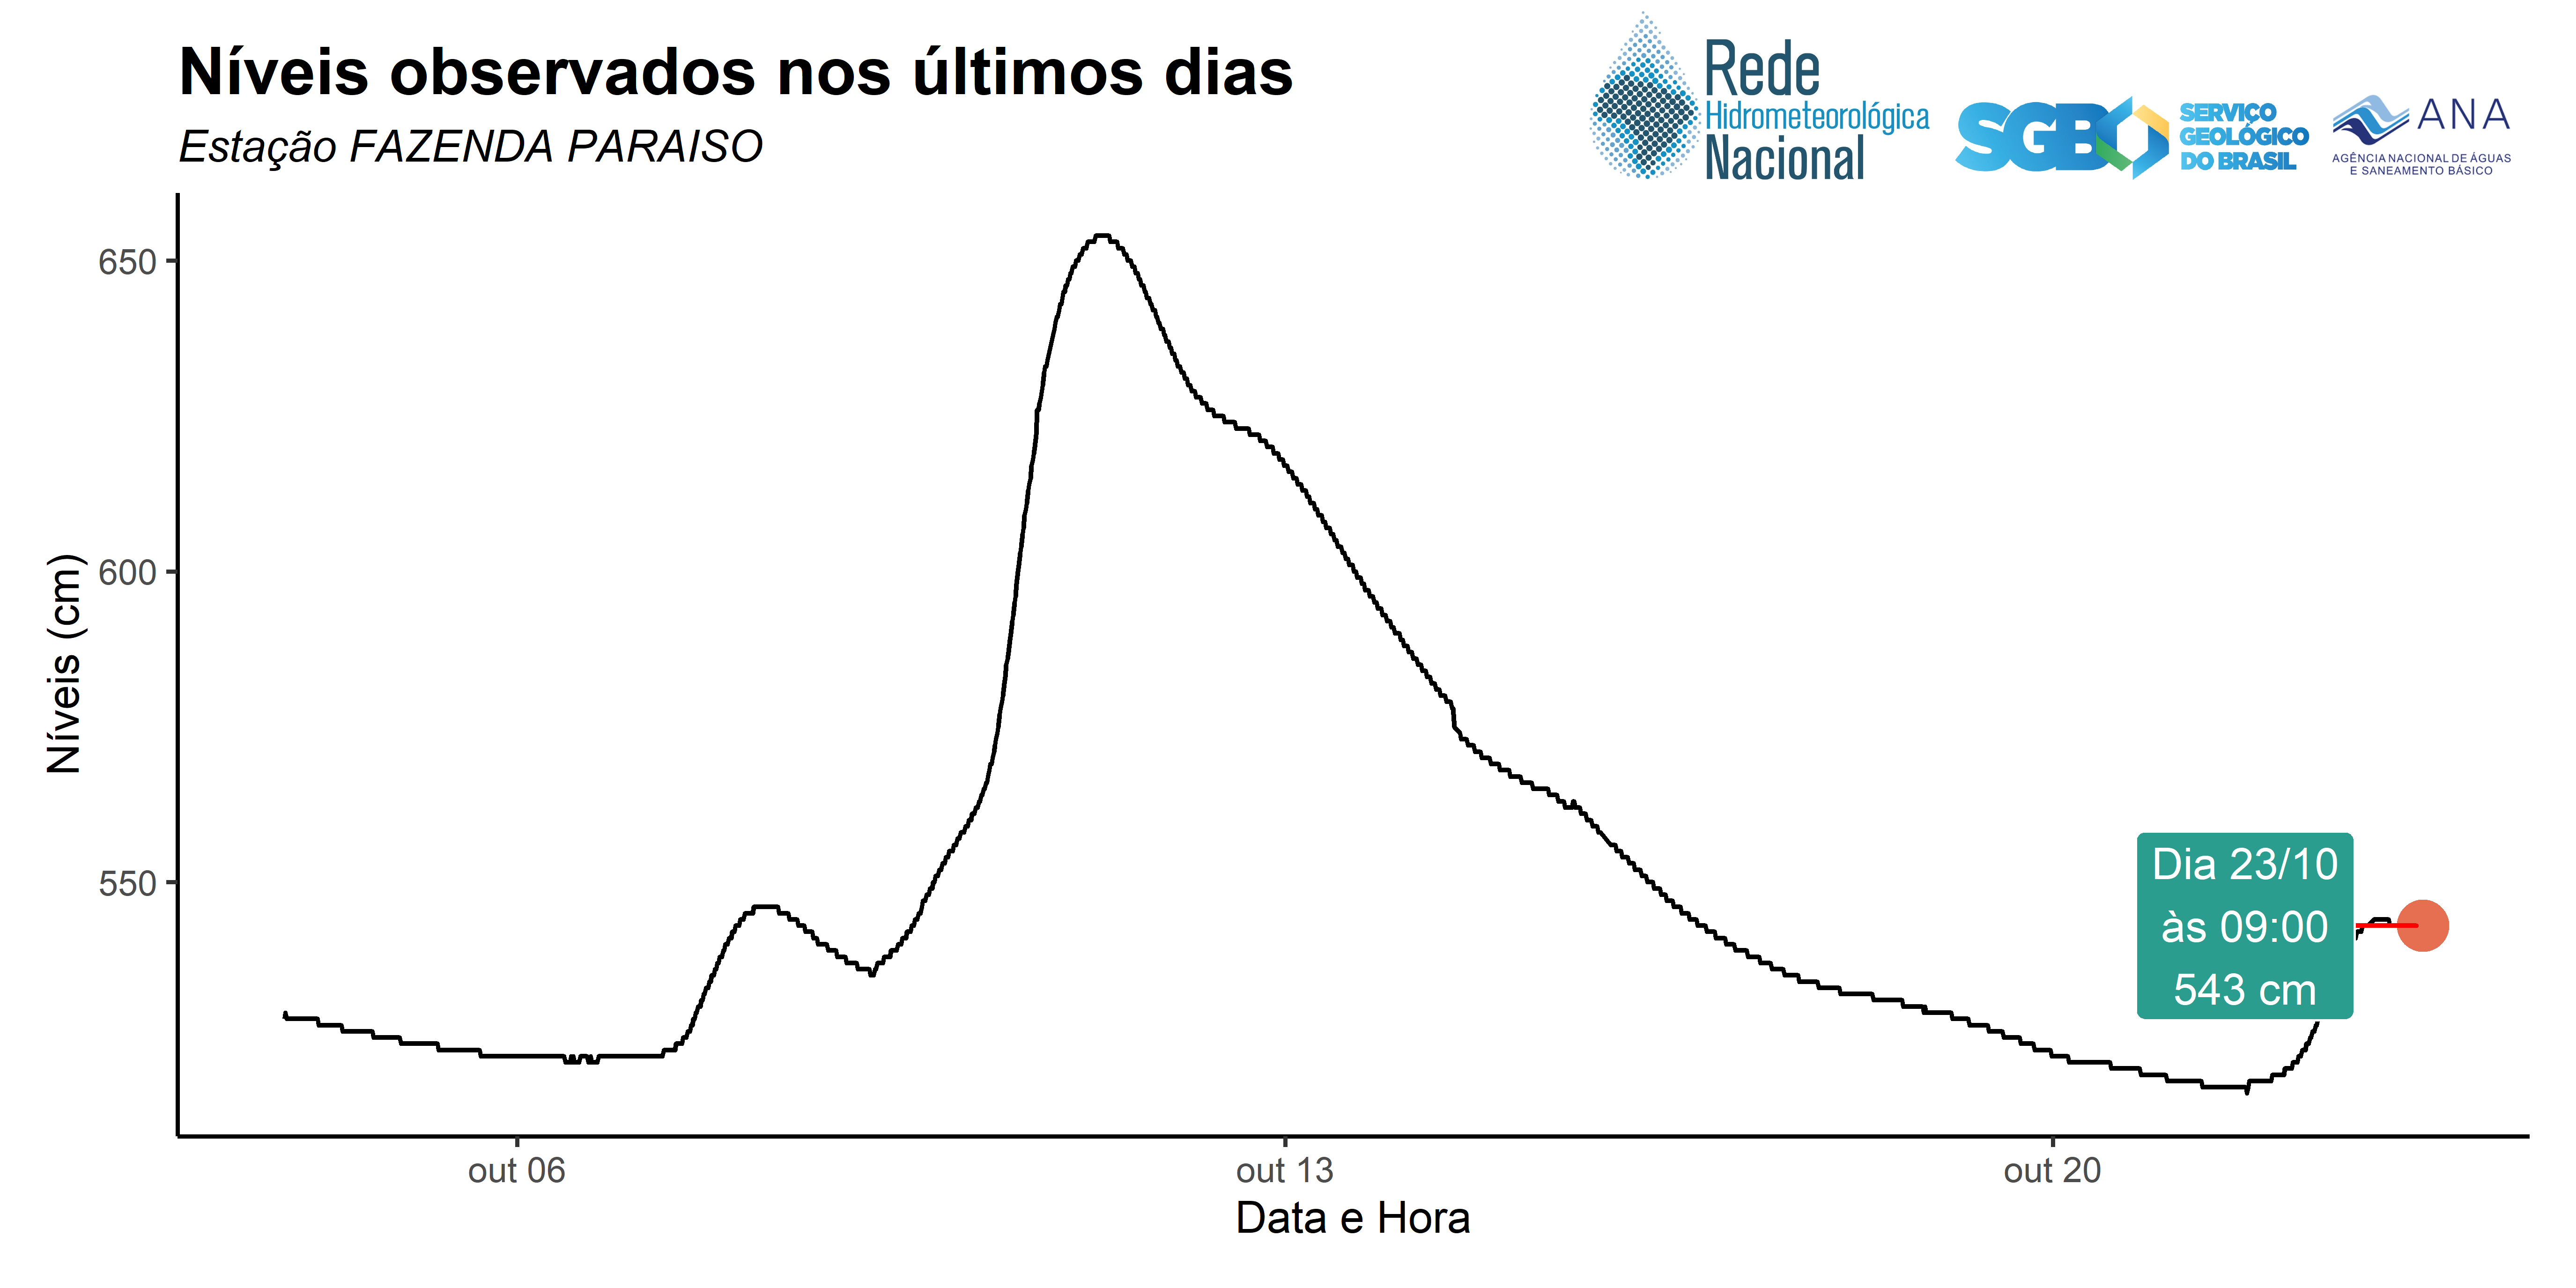 Níveis observados nos últimos dias
Estação FAZENDA PARAISO
Rede
Hidrometeorológica
Nacional
SGB
SERVIÇO
GEOLÓGICO
DO BRASIL
ANA
AGÊNCIA NACIONAL DE ÁGUAS
E SANEAMENTO BÁSICO
Níveis (cm)
650
600
550
Dia 23/10
às 09:00
543 cm
out 06
out 13
out 20
Data e Hora